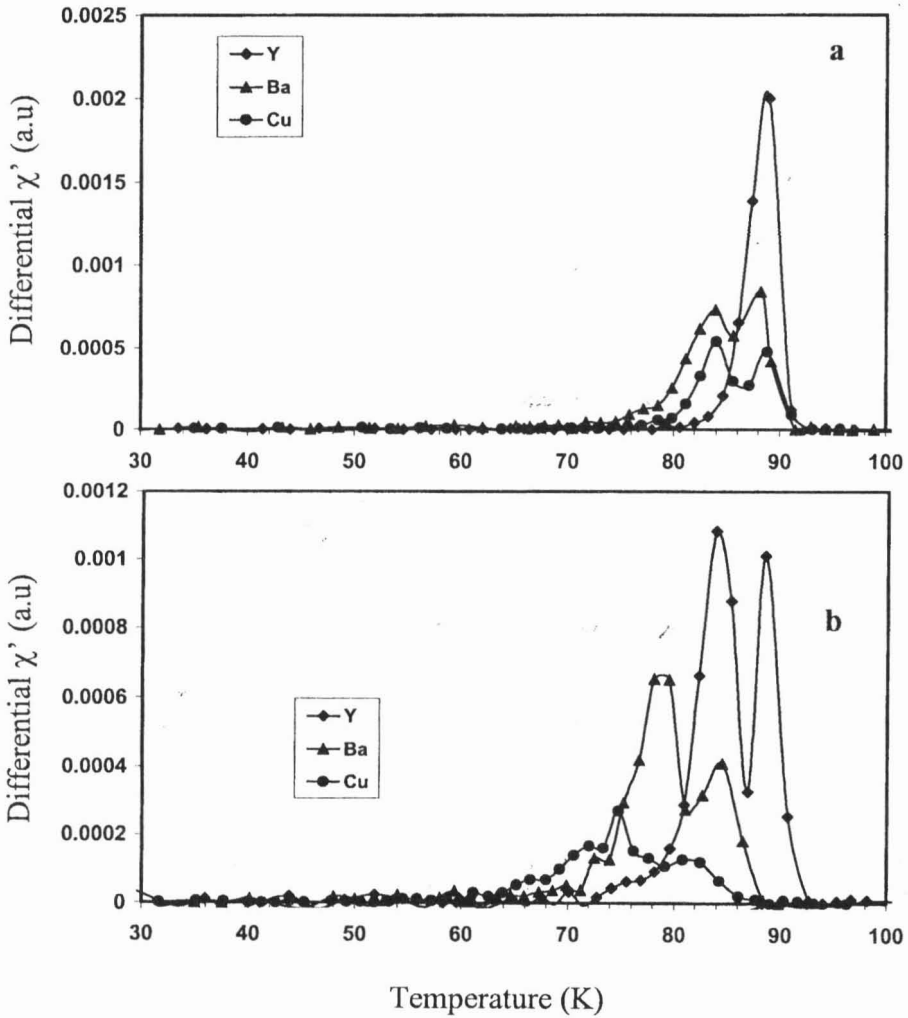 0.0025
0.002
0.0015
0.001
0.0005
0
Differential χ' (a.u)
Y
Ba
Cu
a
30 40 50 60 70 80 90 100
0.0012
0.001
0.0008
0.0006
0.0004
0.0002
0
Differential χ' (a.u)
b
Y
Ba
Cu
30 40 50 60 70 80 90 100
Temperature (K)